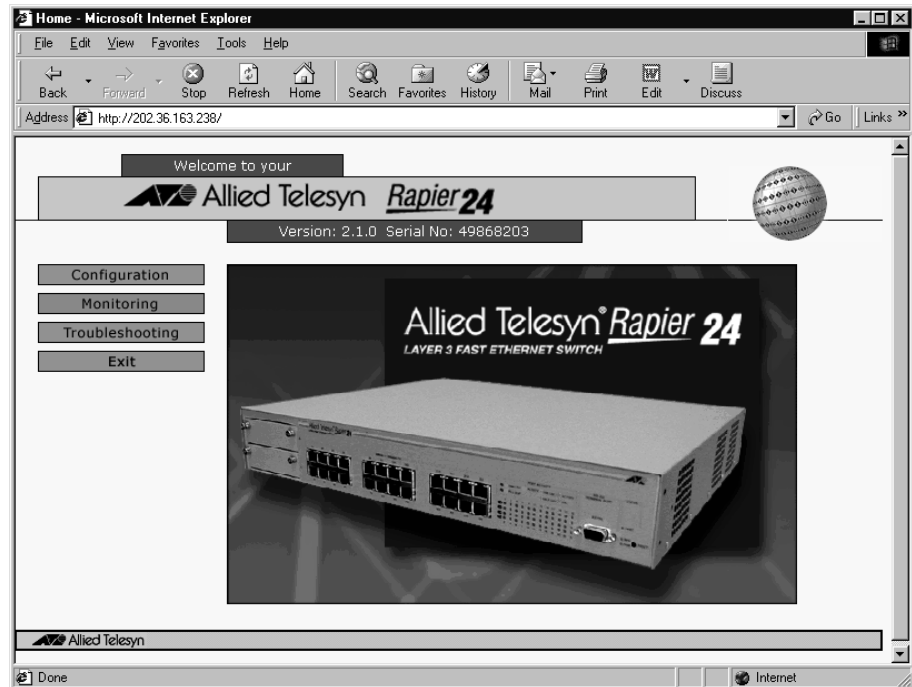 Home - Microsoft Internet Explorer
File Edit View Favorites Tools Help
Back Forward Stop Refresh Home Search Favorites History Mail Print Edit Discuss
Address http://202.36.163.238/ Go Links »
Welcome to your
Allied Telesyn Rapier 24
Version: 2.1.0 Serial No: 49868203
Configuration
Monitoring
Troubleshooting
Exit
Allied Telesyn® Rapier 24
LAYER 3 FAST ETHERNET SWITCH
Allied Telesyn
Done Internet